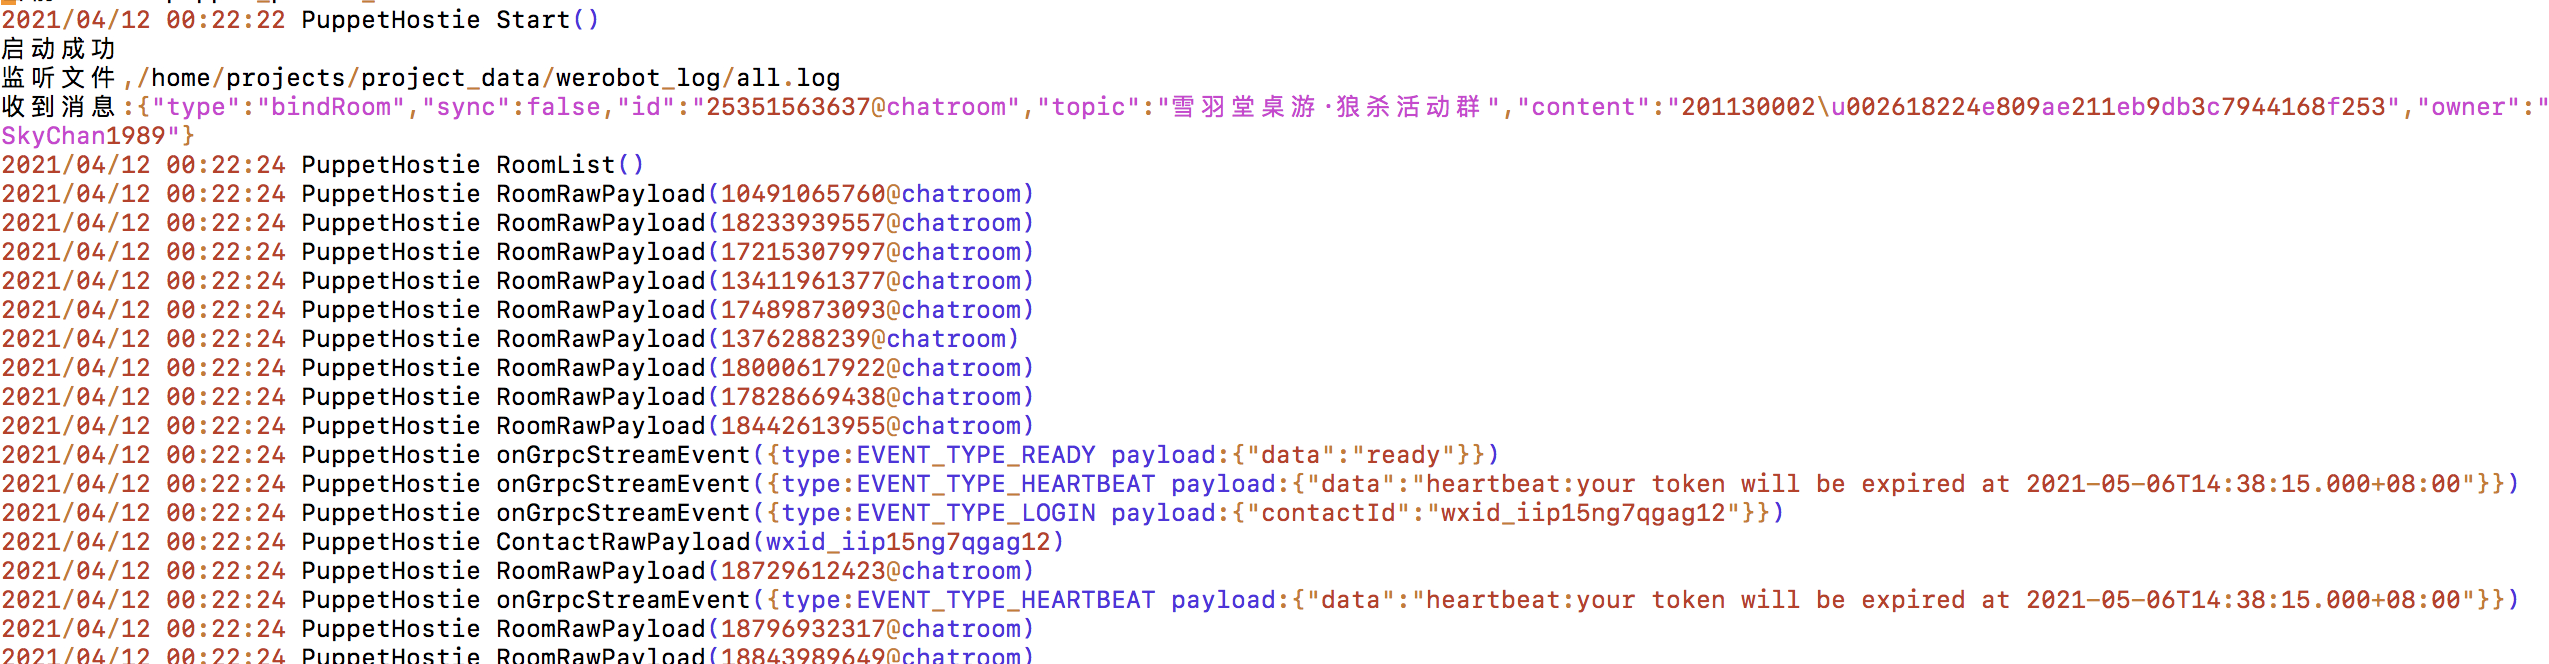 2021/04/12 00:22:22 PuppetHostie Start()
启动成功
监听文件,/home/projects/project_data/werobot_log/all.log
收到消息:{"type":"bindRoom","sync":false,"id":"25351563637@chatroom","topic":"雪羽堂桌游·狼杀活动群","content":"201130002\u002618224e809ae211eb9db3c7944168f253","owner":"
SkyChan1989"}
2021/04/12 00:22:24 PuppetHostie RoomList()
2021/04/12 00:22:24 PuppetHostie RoomRawPayload(10491065760@chatroom)
2021/04/12 00:22:24 PuppetHostie RoomRawPayload(18233939557@chatroom)
2021/04/12 00:22:24 PuppetHostie RoomRawPayload(17215307997@chatroom)
2021/04/12 00:22:24 PuppetHostie RoomRawPayload(13411961377@chatroom)
2021/04/12 00:22:24 PuppetHostie RoomRawPayload(17489873093@chatroom)
2021/04/12 00:22:24 PuppetHostie RoomRawPayload(1376288239@chatroom)
2021/04/12 00:22:24 PuppetHostie RoomRawPayload(18000617922@chatroom)
2021/04/12 00:22:24 PuppetHostie RoomRawPayload(17828669438@chatroom)
2021/04/12 00:22:24 PuppetHostie RoomRawPayload(18442613955@chatroom)
2021/04/12 00:22:24 PuppetHostie onGrpcStreamEvent({type:EVENT_TYPE_READY payload:{"data":"ready"}})
2021/04/12 00:22:24 PuppetHostie onGrpcStreamEvent({type:EVENT_TYPE_HEARTBEAT payload:{"data":"heartbeat:your token will be expired at 2021-05-06T14:38:15.000+08:00"}})
2021/04/12 00:22:24 PuppetHostie onGrpcStreamEvent({type:EVENT_TYPE_LOGIN payload:{"contactId":"wxid_iip15ng7qgag12"}})
2021/04/12 00:22:24 PuppetHostie ContactRawPayload(wxid_iip15ng7qgag12)
2021/04/12 00:22:24 PuppetHostie RoomRawPayload(18729612423@chatroom)
2021/04/12 00:22:24 PuppetHostie onGrpcStreamEvent({type:EVENT_TYPE_HEARTBEAT payload:{"data":"heartbeat:your token will be expired at 2021-05-06T14:38:15.000+08:00"}})
2021/04/12 00:22:24 PuppetHostie RoomRawPayload(18796932317@chatroom)
2021/04/12 00:22:24 PuppetHostie RoomRawPayload(18843989649@chatroom)